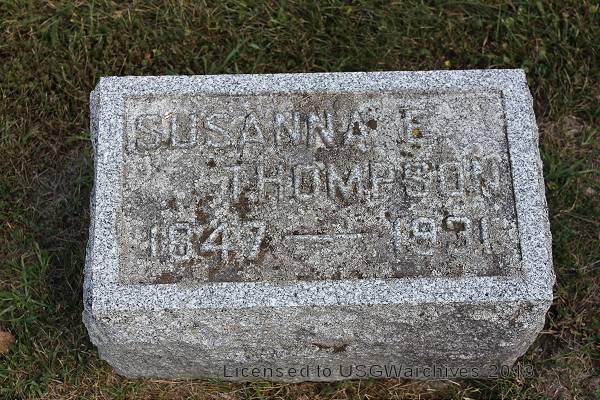 SUSANNA E.
THOMPSON
1847 — 1931
Licensed to USGWarchives 2013